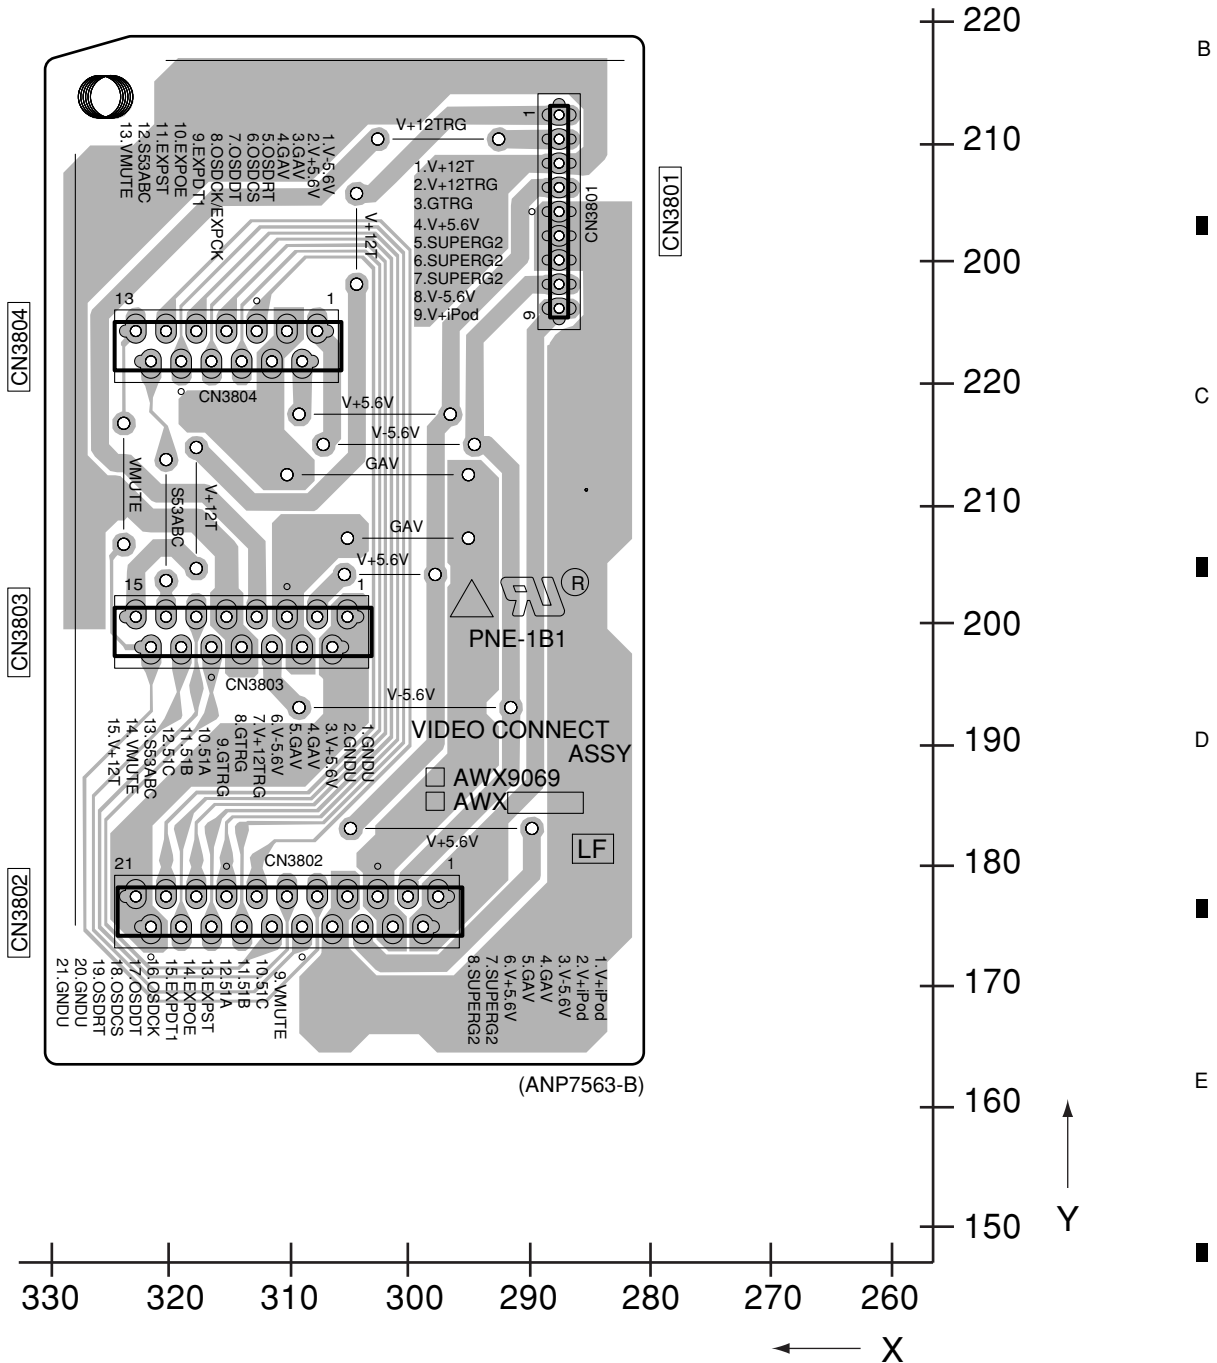 220
B
210
200
220
C
210
200
190
D
180
170
160
E
150
Y
330 320 310 300 290 280 270 260
X
CN3804
CN3803
CN3802
CN3801
1.V-5.6V
2.V+5.6V
3.GAV
4.GAV
5.OSDRT
6.OSDCS
7.OSDDT
8.OSDCK/EXPCK
9.EXPDT1
10.EXPOE
11.EXPST
12.S53ABC
13.VMUTE
V+12TRG
V+12T
1
1.V+12T
2.V+12TRG
3.GTRG
4.V+5.6V
5.SUPERG2
6.SUPERG2
7.SUPERG2
8.V-5.6V
9.V+iPod
CN3801
9
13
1
CN3804
V+5.6V
V-5.6V
GAV
VMUTE
S53ABC
V+12T
GAV
V+5.6V
15
1
CN3803
R
PNE-1B1
V-5.6V
VIDEO CONNECT
ASSY
AWX9069
AWX
1.GNDU
2.GNDU
3.V+5.6V
4.GAV
5.GAV
6.V-5.6V
7.V+12TRG
8.GTRG
9.GTRG
10.51A
11.51B
12.51C
13.S53ABC
14.VMUTE
15.V+12T
V+5.6V
LF
21
CN3802
1
1.V+iPod
2.V+iPod
3.V-5.6V
4.GAV
5.GAV
6.V+5.6V
7.SUPERG2
8.SUPERG2
9.VMUTE
10.51C
11.51B
12.51A
13.EXPST
14.EXPOE
15.EXPDT1
16.OSDCK
17.OSDDT
18.OSDCS
19.OSDRT
20.GNDU
21.GNDU
(ANP7563-B)